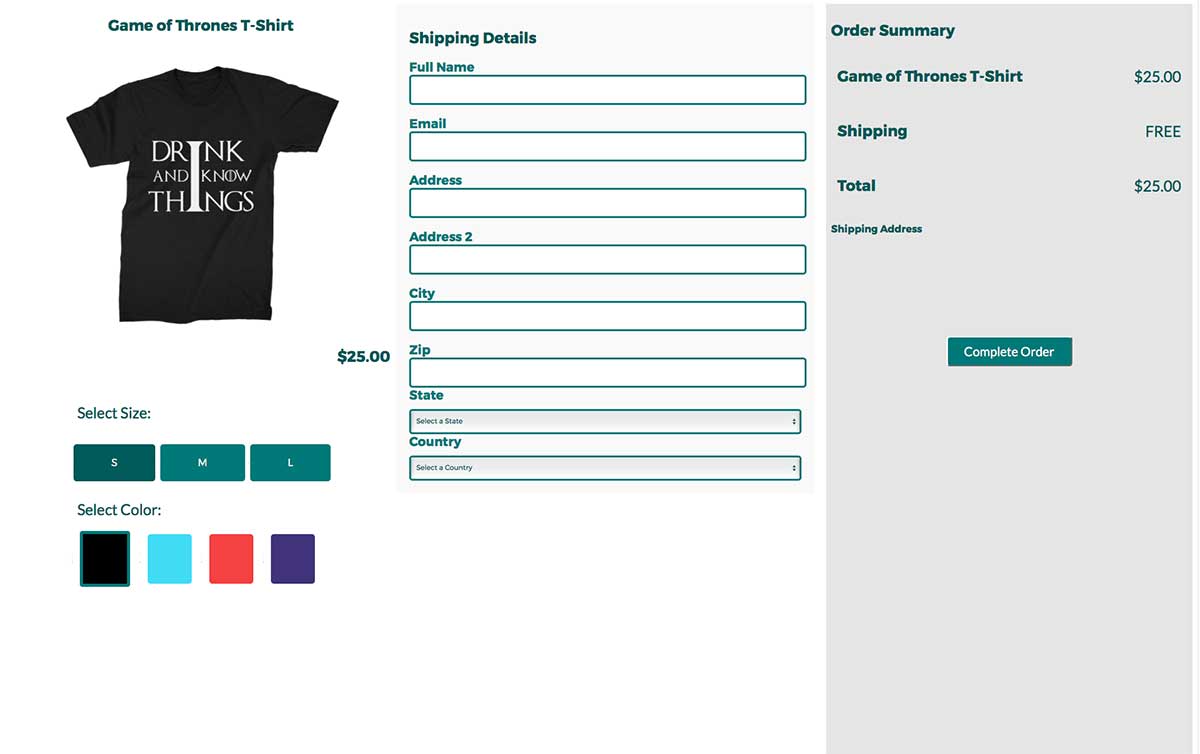 Game of Thrones T-Shirt
DRINK
AND KNOW
THINGS
$25.00
Select Size:
S M L
Select Color:
Shipping Details
Full Name
Email
Address
Address 2
City
Zip
State
Select a State
Country
Select a Country
Order Summary
Game of Thrones T-Shirt $25.00
Shipping FREE
Total $25.00
Shipping Address
Complete Order